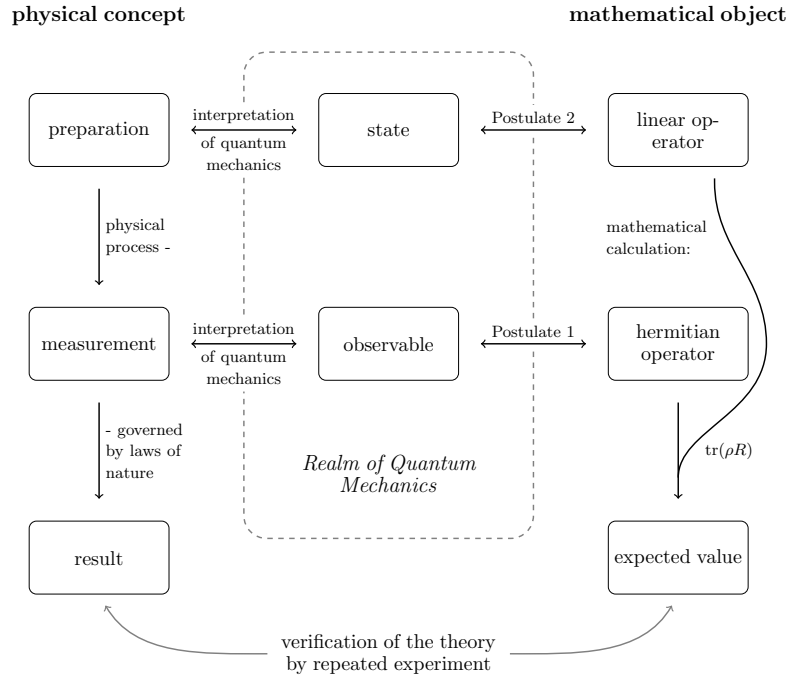 physical concept
mathematical object
preparation
interpretation
of quantum
mechanics
state
Postulate 2
linear op-
erator
physical
process -
mathematical
calculation:
measurement
interpretation
of quantum
mechanics
observable
Postulate 1
hermitian
operator
- governed
by laws of
nature
Realm of Quantum
Mechanics
tr(ρR)
result
expected value
verification of the theory
by repeated experiment